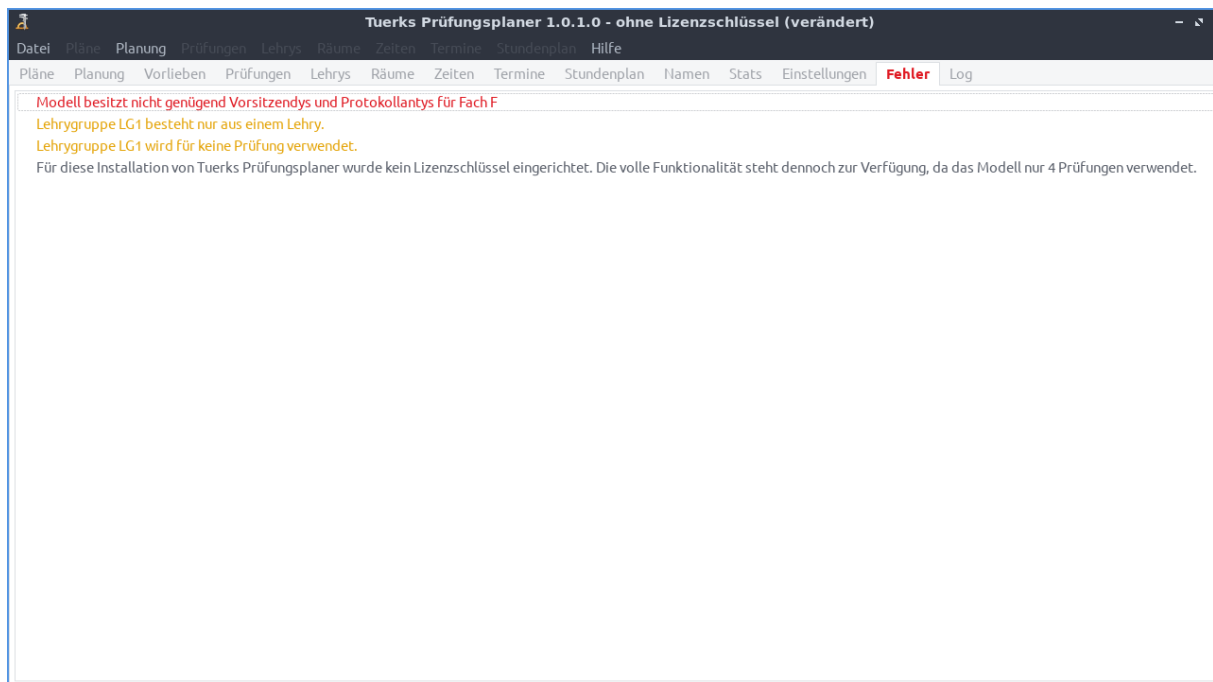 Tuerks Prüfungsplaner 1.0.1.0 - ohne Lizenzschlüssel (verändert)
Datei Pläne Planung Prüfungen Lehrys Räume Zeiten Termine Stundenplan Hilfe
Pläne Planung Vorlieben Prüfungen Lehrys Räume Zeiten Termine Stundenplan Namen Stats Einstellungen Fehler Log
Modell besitzt nicht genügend Vorsitzendys und Protokollantys für Fach F
Lehrygruppe LG1 besteht nur aus einem Lehry.
Lehrygruppe LG1 wird für keine Prüfung verwendet.
Für diese Installation von Tuerks Prüfungsplaner wurde kein Lizenzschlüssel eingerichtet. Die volle Funktionalität steht dennoch zur Verfügung, da das Modell nur 4 Prüfungen verwendet.